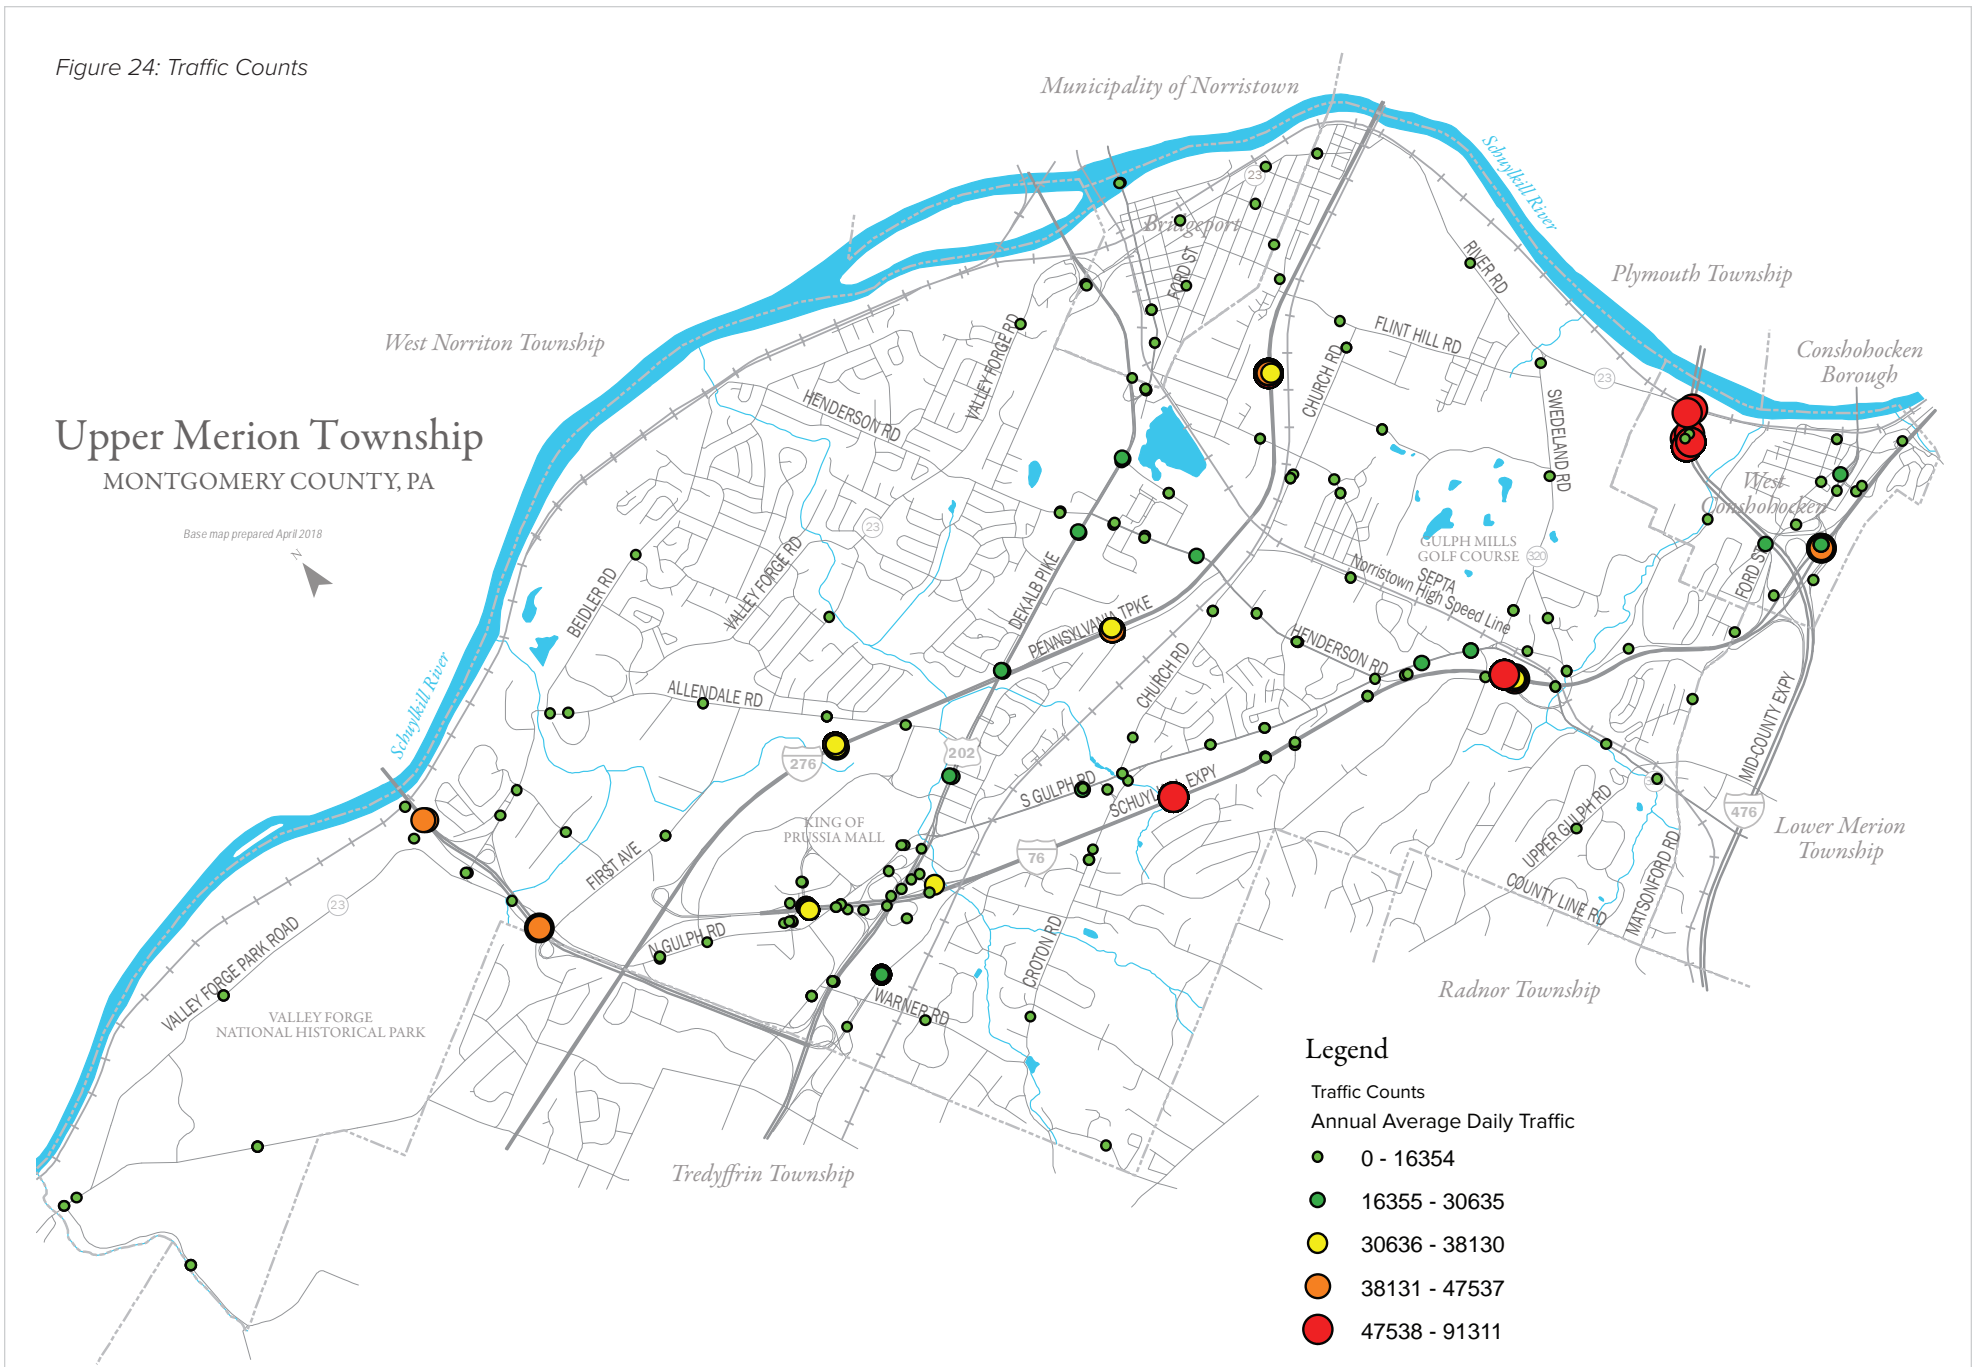 Figure 24: Traffic Counts
Municipality of Norristown
Schuylkill River
23
Bridgeport
FORD ST
RIVER RD
Plymouth Township
West Norriton Township
VALLEY FORGE RD
FLINT HILL RD
CHURCH RD
Conshohocken
Borough
23
HENDERSON RD
SWEDELAND RD
Upper Merion Township
MONTGOMERY COUNTY, PA
West
Conshohocken
Base map prepared April 2018
N
23
GULPH MILLS
GOLF COURSE
320
BEIDLER RD
VALLEY FORGE RD
DEKALB PIKE
SEPTA
Norristown High Speed Line
FORD ST
PENNSYLVANIA TPKE
HENDERSON RD
CHURCH RD
ALLENDALE RD
Schuylkill River
MIDCOUNTY EXPY
276
202
S GULPH RD
SCHUYLKILL EXPY
476
KING OF
PRUSSIA MALL
76
UPPER GULPH RD
MATSONFORD RD
Lower Merion
Township
FIRST AVE
COUNTY LINE RD
23
N GULPH RD
CROTON RD
VALLEY FORGE PARK ROAD
WARNER RD
Radnor Township
VALLEY FORGE
NATIONAL HISTORICAL PARK
Tredyffrin Township
Legend
Traffic Counts
Annual Average Daily Traffic
0 - 16354
16355 - 30635
30636 - 38130
38131 - 47537
47538 - 91311